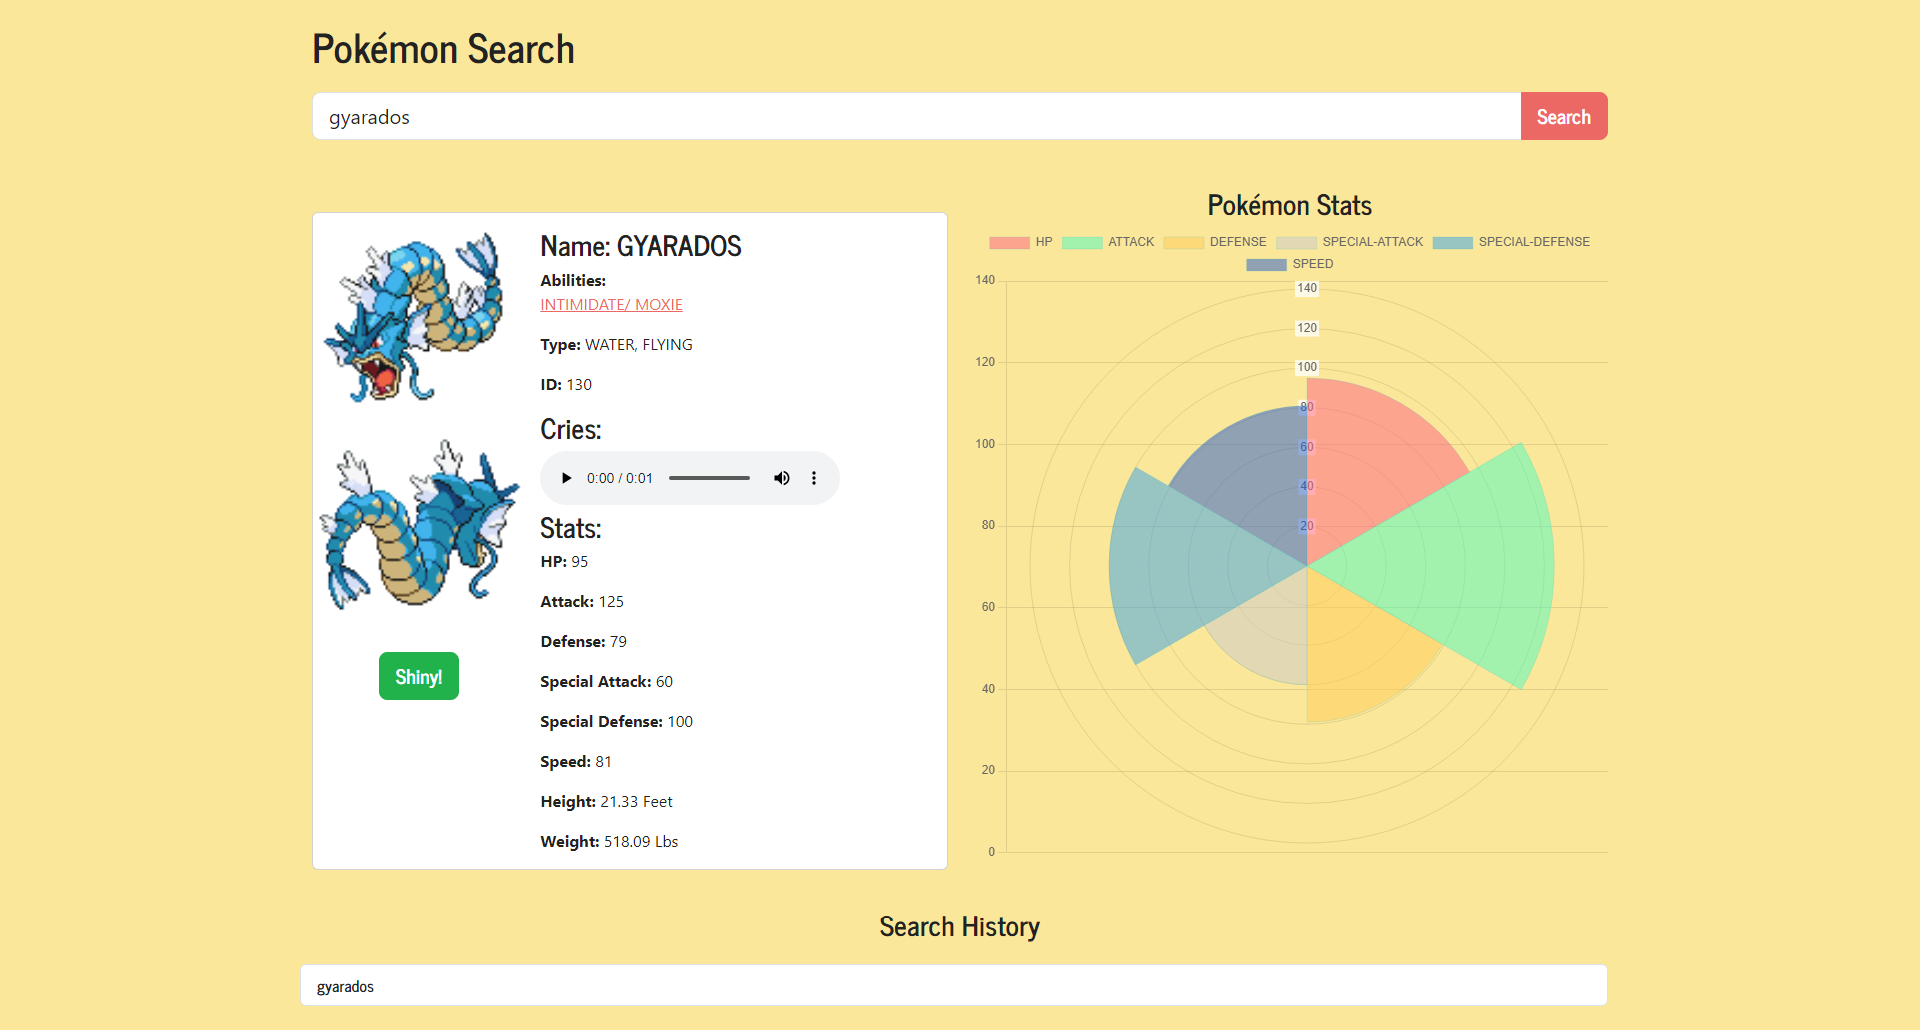 Pokémon Search
gyarados
Search
Name: GYARADOS
Abilities:
INTIMIDATE/ MOXIE
Type: WATER, FLYING
ID: 130
Cries:
0:00 / 0:01
Stats:
HP: 95
Attack: 125
Defense: 79
Special Attack: 60
Special Defense: 100
Speed: 81
Height: 21.33 Feet
Weight: 518.09 Lbs
Shiny!
Pokémon Stats
HP ATTACK DEFENSE SPECIAL-ATTACK SPECIAL-DEFENSE
SPEED
140
120
100
80
60
40
20
0
140
120
100
80
60
40
20
Search History
gyarados